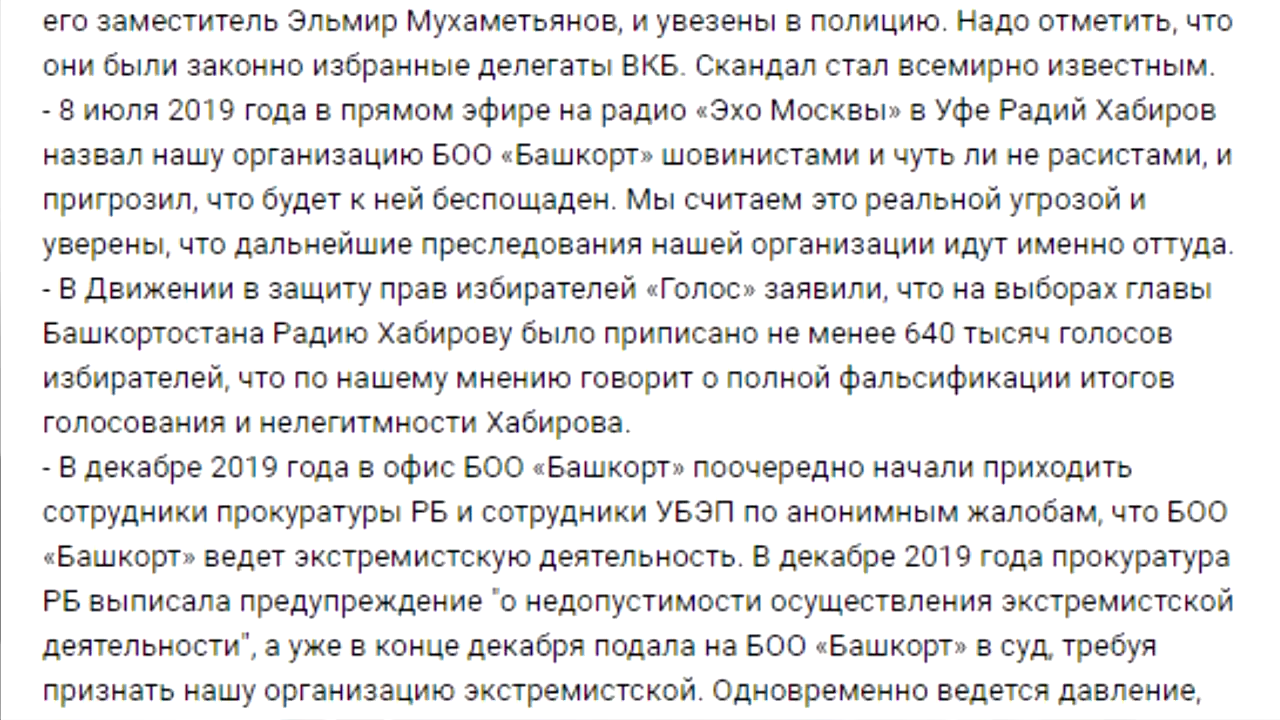 его заместитель Эльмир Мухаметьянов, и увезены в полицию. Надо отметить, что
они были законно избранные делегаты ВКБ. Скандал стал всемирно известным.
- 8 июля 2019 года в прямом эфире на радио «Эхо Москвы» в Уфе Радий Хабиров
назвал нашу организацию БОО «Башкорт» шовинистами и чуть ли не расистами, и
пригрозил, что будет к ней беспощаден. Мы считаем это реальной угрозой и
уверены, что дальнейшие преследования нашей организации идут именно оттуда.
- В Движении в защиту прав избирателей «Голос» заявили, что на выборах главы
Башкортостана Радию Хабирову было приписано не менее 640 тысяч голосов
избирателей, что по нашему мнению говорит о полной фальсификации итогов
голосования и нелегитмности Хабирова.
- В декабре 2019 года в офис БОО «Башкорт» поочередно начали приходить
сотрудники прокуратуры РБ и сотрудники УБЭП по анонимным жалобам, что БОО
«Башкорт» ведет экстремистскую деятельность. В декабре 2019 года прокуратура
РБ выписала предупреждение "о недопустимости осуществления экстремистской
деятельности", а уже в конце декабря подала на БОО «Башкорт» в суд, требуя
признать нашу организацию экстремистской. Одновременно ведется давление,